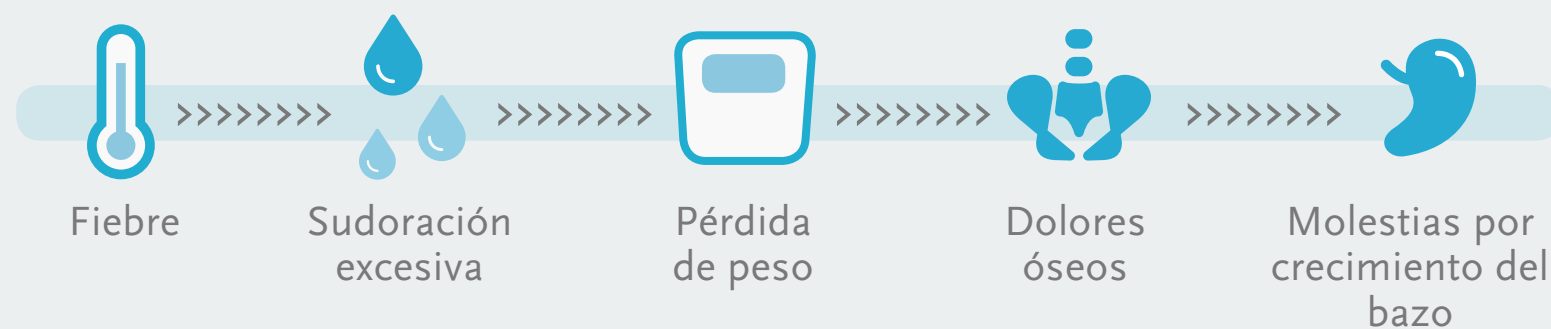 Fiebre
Sudoración
excesiva
Pérdida
de peso
Dolores
óseos
Molestias por
crecimiento del
bazo